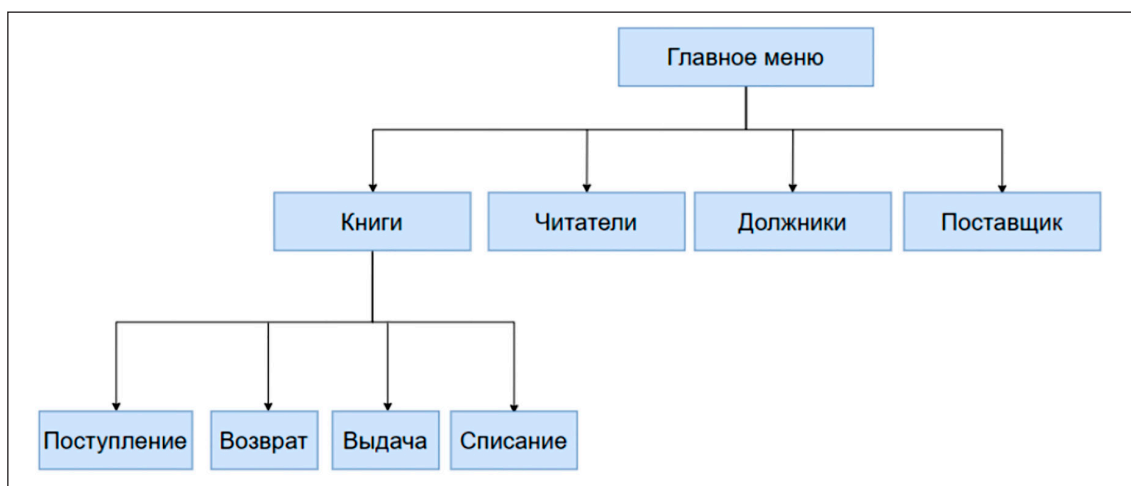 Главное меню
Книги
Читатели
Должники
Поставщик
Поступление
Возврат
Выдача
Списание